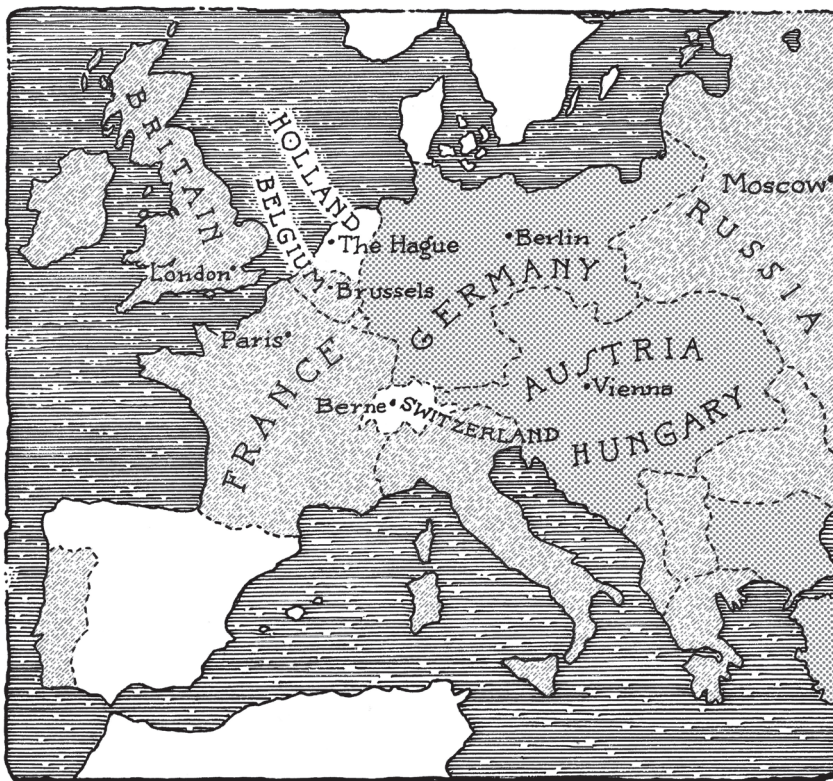 BRITAIN
HOLLAND
BELGIUM
Moscow
RUSSIA
The Hague
Berlin
London
Brussels
GERMANY
Paris
FRANCE
AUSTRIA
Vienna
Berne
SWITZERLAND
HUNGARY